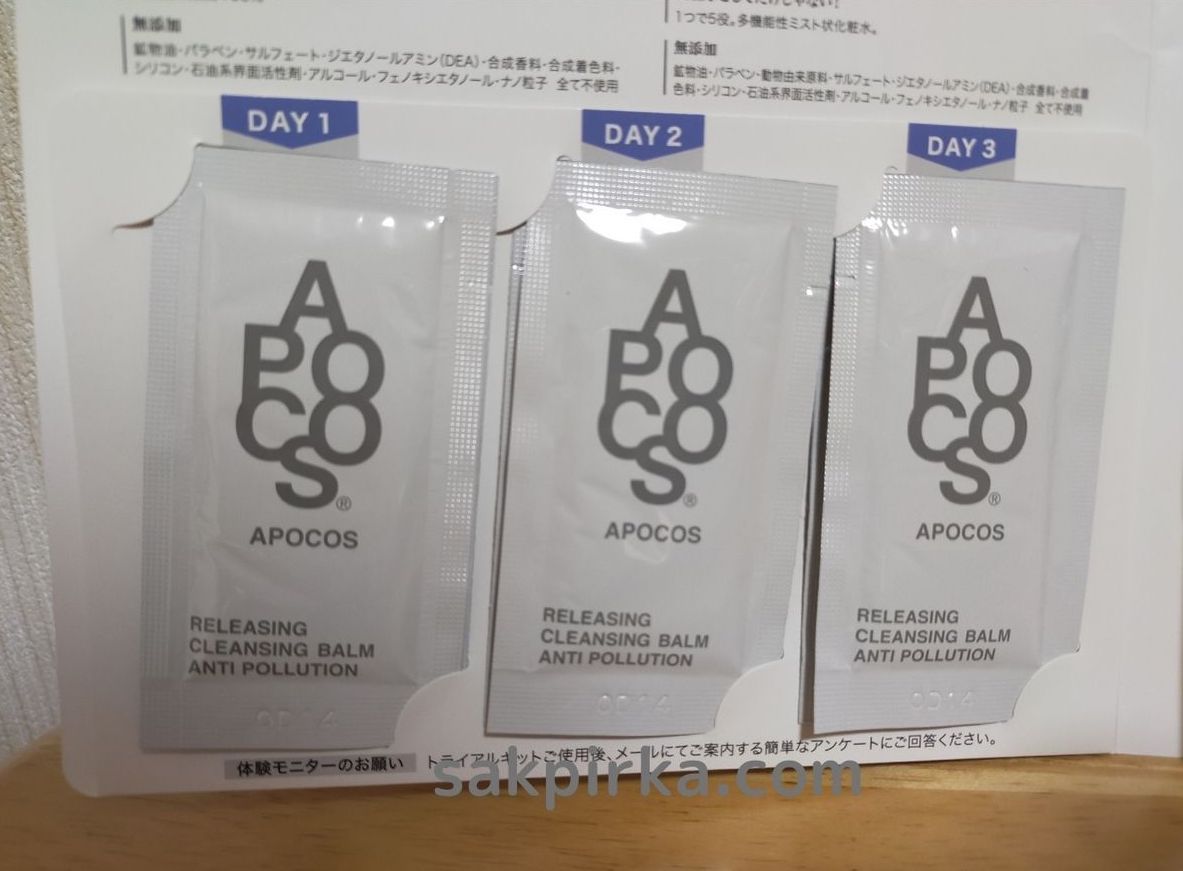 無添加
鉱物油・パラベン・サルフェート・ジエタノールアミン(DEA)・合成香料・合成着色料・
シリコン・石油系界面活性剤・アルコール・フェノキシエタノール・ナノ粒子 全て不使用
1つで5役。多機能性ミスト状化粧水。
無添加
鉱物油・パラベン・動物由来原料・サルフェート・ジエタノールアミン(DEA)・合成香料・合成着
色料・シリコン・石油系界面活性剤・アルコール・フェノキシエタノール・ナノ粒子 全て不使用
DAY 1
DAY 2
DAY 3
A
PO
CO
S®
APOCOS
RELEASING
CLEANSING BALM
ANTI POLLUTION
0D14
A
PO
CO
S®
APOCOS
RELEASING
CLEANSING BALM
ANTI POLLUTION
0D14
A
PO
CO
S®
APOCOS
RELEASING
CLEANSING BALM
ANTI POLLUTION
0D14
体験モニターのお願い トライアルキットご使用後、メールにてご案内する簡単なアンケートにご回答ください。
sakpirka.com